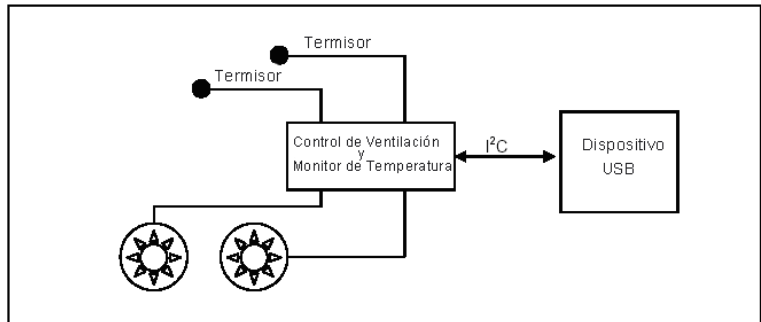 Termisor
Termisor
Control de Ventilación
y
Monitor de Temperatura
I²C
Dispositivo
USB